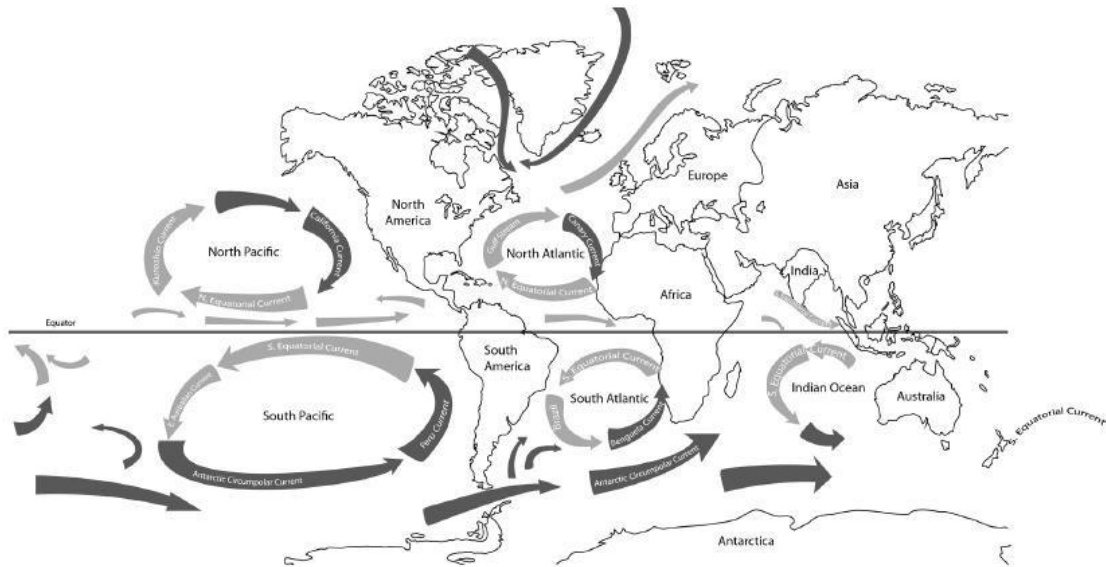 North
America
Europe
Asia
Kuroshio Current
California Current
North Pacific
Gulf Stream
Canary Current
North Atlantic
N. Equatorial Current
N. Equatorial Current
India
Africa
Equator
S. Equatorial Current
South
America
S. Equatorial Current
S. Equatorial Current
South Pacific
Peru Current
Brazil
South Atlantic
Benguela Current
Indian Ocean
Australia
S. Equatorial Current
Antarctic Circumpolar Current
Antarctic Circumpolar Current
Antarctica